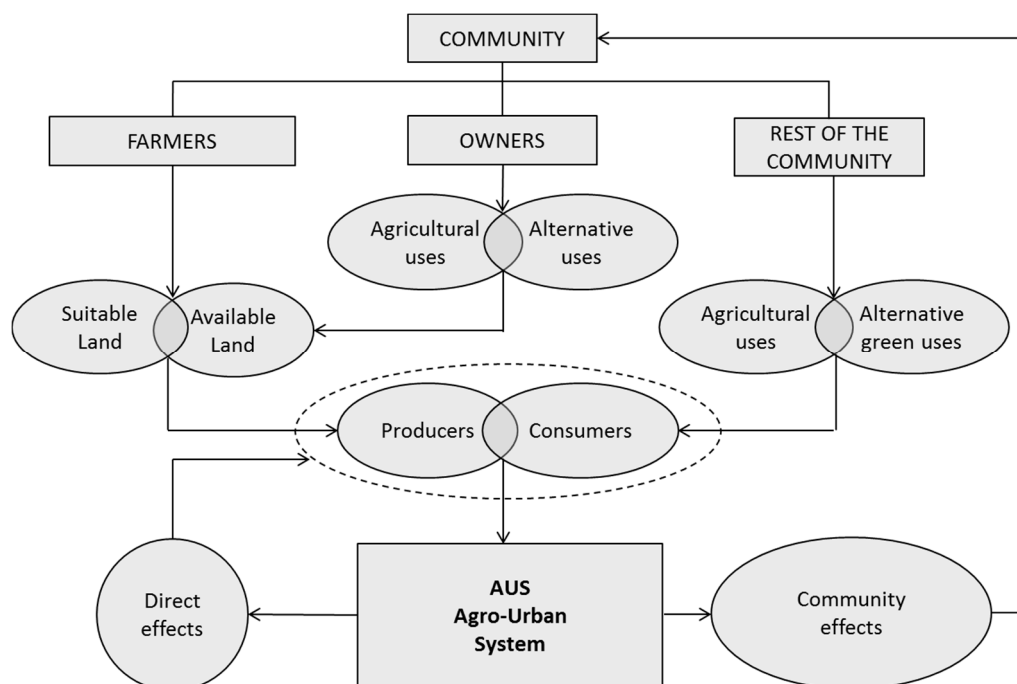 COMMUNITY
FARMERS
OWNERS
REST OF THE
COMMUNITY
Agricultural
uses
Alternative
uses
Suitable
Land
Available
Land
Agricultural
uses
Alternative
green uses
Producers
Consumers
Direct
effects
AUS
Agro-Urban
System
Community
effects